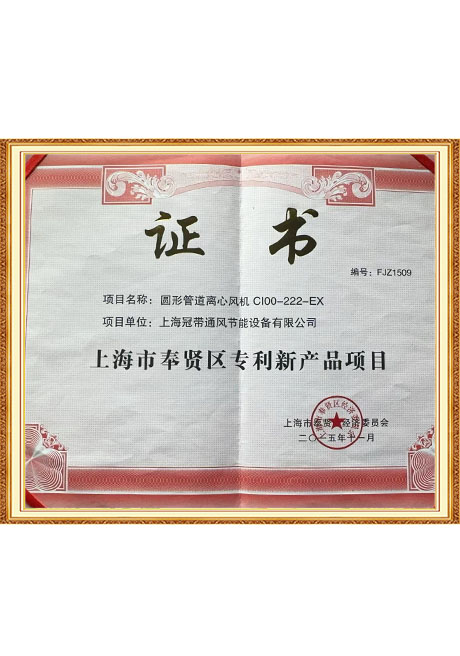 证 书
编号：FJZ1509
项目名称：圆形管道离心风机 CI00-222-EX
项目单位：上海冠带通风节能设备有限公司
上海市奉贤区专利新产品项目
上海市奉贤区经济委员会
二〇一五年十一月